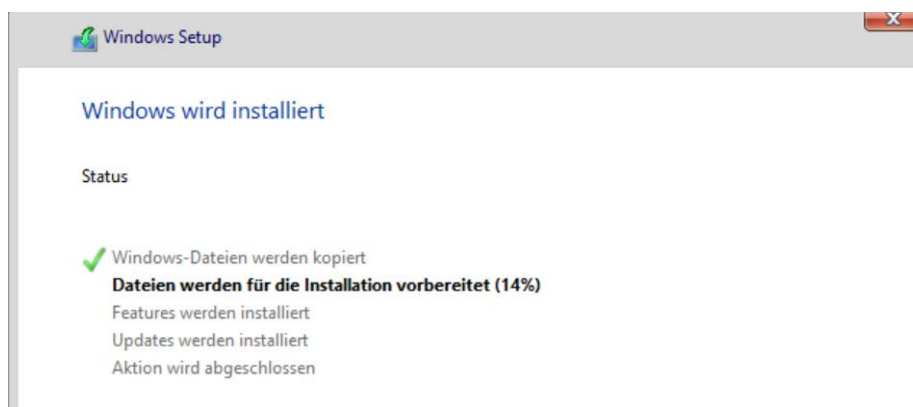 Windows Setup
Windows wird installiert
Status
Windows-Dateien werden kopiert
Dateien werden für die Installation vorbereitet (14%)
Features werden installiert
Updates werden installiert
Aktion wird abgeschlossen